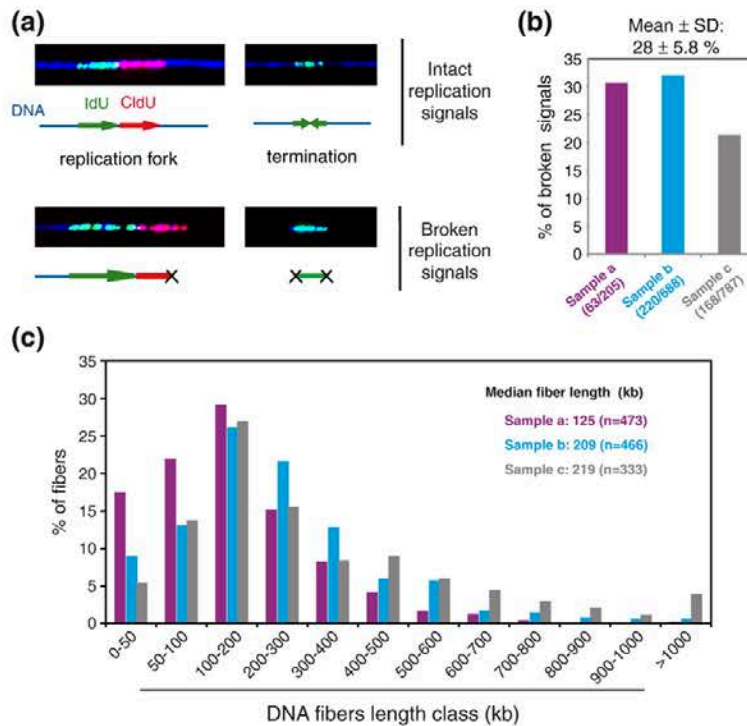 (a)
DNA
IdU
CldU
replication fork
termination
Intact
replication
signals
Broken
replication
signals
(b)
Mean ± SD:
28 ± 5.8 %
% of broken signals
35
30
25
20
15
10
5
0
Sample a
(63/205)
Sample b
(220/688)
Sample c
(168/787)
(c)
% of fibers
35
30
25
20
15
10
5
0
Median fiber length (kb)
Sample a: 125 (n=473)
Sample b: 209 (n=466)
Sample c: 219 (n=333)
0-50
50-100
100-200
200-300
300-400
400-500
500-600
600-700
700-800
800-900
900-1000
>1000
DNA fibers length class (kb)